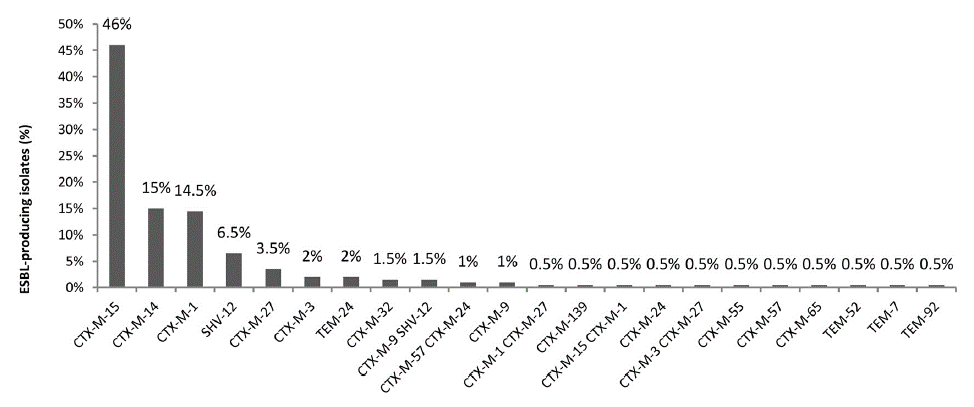 ESBL-producing isolates (%)
50%
45%
40%
35%
30%
25%
20%
15%
10%
5%
0%
46%
15%
14.5%
6.5%
3.5%
2%
2%
1.5%
1.5%
1%
1%
0.5%
0.5%
0.5%
0.5%
0.5%
0.5%
0.5%
0.5%
0.5%
0.5%
0.5%
CTX-M-15
CTX-M-14
CTX-M-1
SHV-12
CTX-M-27
CTX-M-3
TEM-24
CTX-M-32
CTX-M-9 SHV-12
CTX-M-57 CTX-M-24
CTX-M-9
CTX-M-1 CTX-M-27
CTX-M-139
CTX-M-15 CTX-M-1
CTX-M-24
CTX-M-3 CTX-M-27
CTX-M-55
CTX-M-57
CTX-M-65
TEM-52
TEM-7
TEM-92